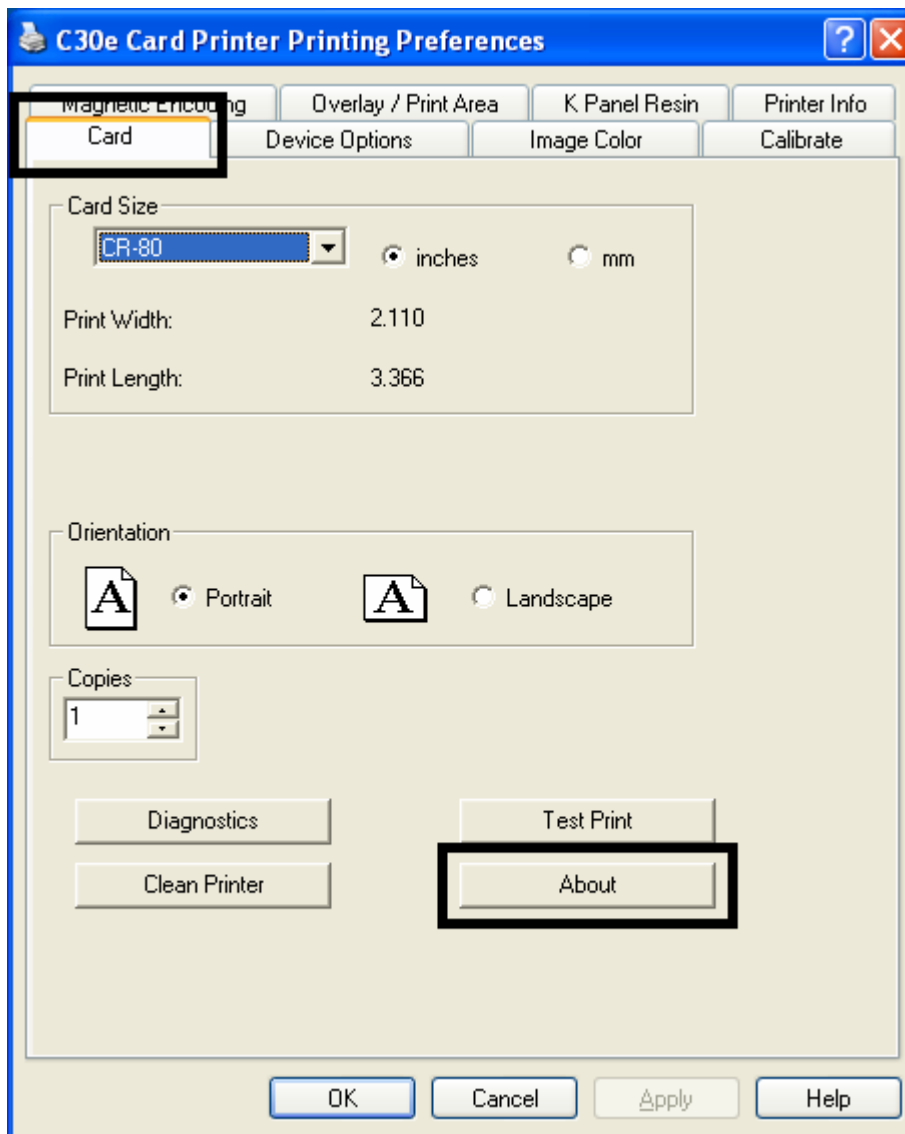 C30e Card Printer Printing Preferences
Magnetic Encoding Overlay / Print Area K Panel Resin Printer Info
Card Device Options Image Color Calibrate
Card Size
CR-80 inches mm
Print Width: 2.110
Print Length: 3.366
Orientation
A Portrait A Landscape
Copies
1
Diagnostics Test Print
Clean Printer About
OK Cancel Apply Help